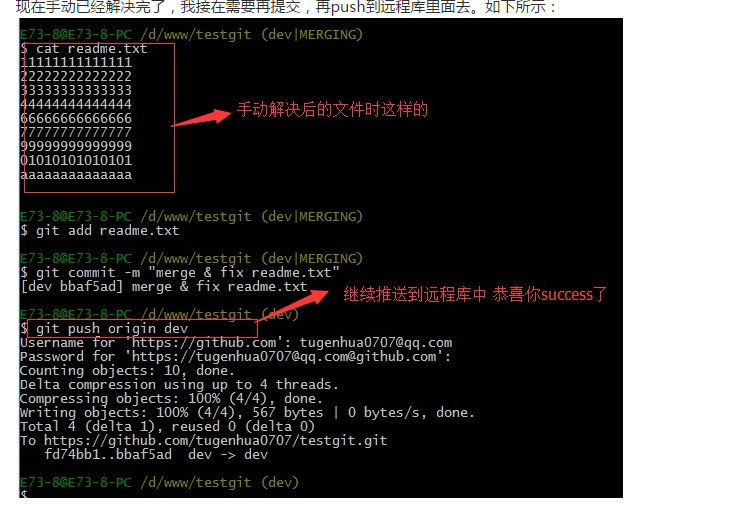 现在手动已经解决完了，我接在需要再提交，再push到远程库里面去。如下所示：
E73-8@E73-8-PC /d/www/testgit (dev|MERGING)
$ cat readme.txt
11111111111111
22222222222222
33333333333333
44444444444444
66666666666666
77777777777777
99999999999999
01010101010101
aaaaaaaaaaaaaa
手动解决后的文件时这样的
E73-8@E73-8-PC /d/www/testgit (dev|MERGING)
$ git add readme.txt
E73-8@E73-8-PC /d/www/testgit (dev|MERGING)
$ git commit -m "merge & fix readme.txt"
[dev bbaf5ad] merge & fix readme.txt
继续推送到远程库中 恭喜你success了
E73-8@E73-8-PC /d/www/testgit (dev)
$ git push origin dev
Username for 'https://github.com': tugenhua0707@qq.com
Password for 'https://tugenhua0707@qq.com@github.com':
Counting objects: 10, done.
Delta compression using up to 4 threads.
Compressing objects: 100% (4/4), done.
Writing objects: 100% (4/4), 567 bytes | 0 bytes/s, done.
Total 4 (delta 1), reused 0 (delta 0)
To https://github.com/tugenhua0707/testgit.git
fd74bb1..bbaf5ad  dev -> dev
E73-8@E73-8-PC /d/www/testgit (dev)
$